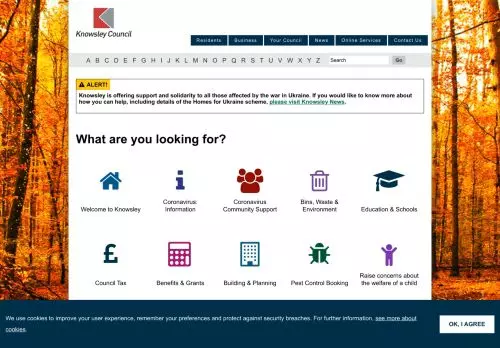 Knowsley Council
Residents Business Your Council News Online Services Contact Us
A B C D E F G H I J K L M N O P Q R S T U V W X Y Z Search Go
ALERT!
Knowsley is offering support and solidarity to all those affected by the war in Ukraine. If you would like to know more about
how you can help, including details of the Homes for Ukraine scheme, please visit Knowsley News.
What are you looking for?
Welcome to Knowsley
Coronavirus:
Information
Coronavirus
Community Support
Bins, Waste &
Environment
Education & Schools
£
Council Tax
Benefits & Grants
Building & Planning
Pest Control Booking
Raise concerns about
the welfare of a child
We use cookies to improve your user experience, remember your preferences and protect against security breaches. For further information, see more about
cookies.
OK, I AGREE